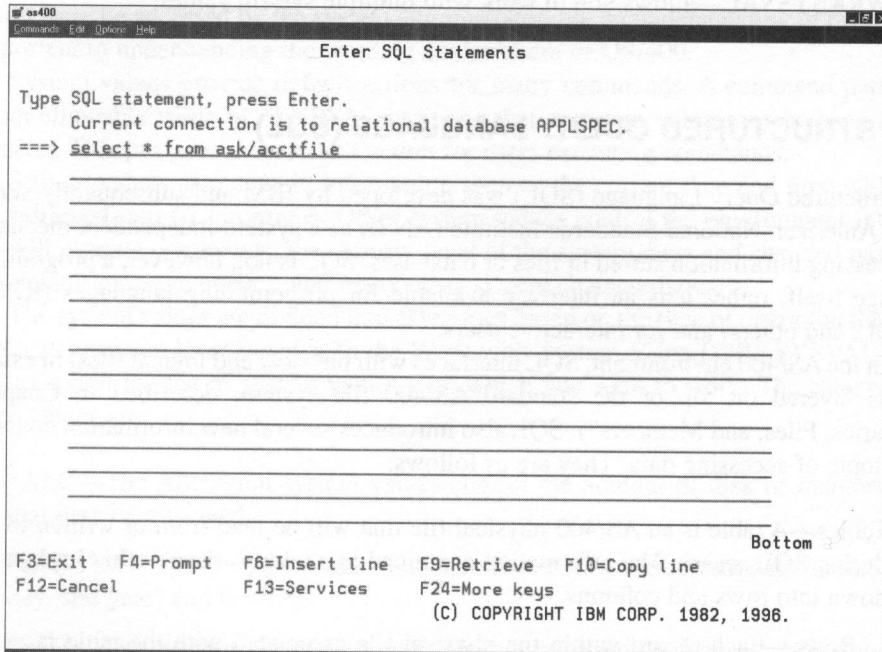 as400
Commands Edit Options Help
Enter SQL Statements
Type SQL statement, press Enter.
Current connection is to relational database APDLSPEC.
===> select * from ask/acctfile
Bottom
F3=Exit F4=Prompt F6=Insert line F9=Retrieve F10=Copy line
F12=Cancel F13=Services F24=More keys
(C) COPYRIGHT IBM CORP. 1982, 1996.